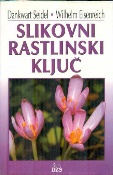 Dankwart Seidel • Wilhelm Eisenreich
SLIKOVNI
RASTLINSKI
KLJUČ
DZS